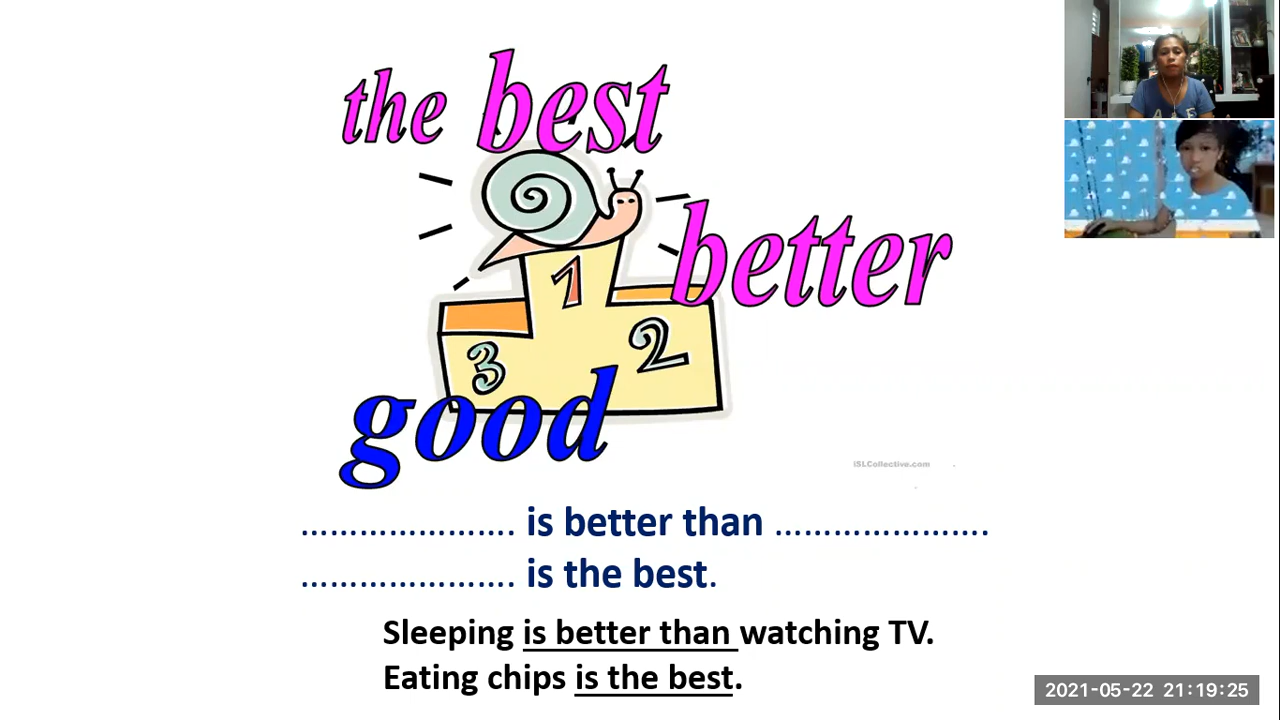 the best
better
1
2
3
good
iSLCollective.com
…………………. is better than ………………….
…………………. is the best.
Sleeping is better than watching TV.
Eating chips is the best.
2021-05-22 21:19:25